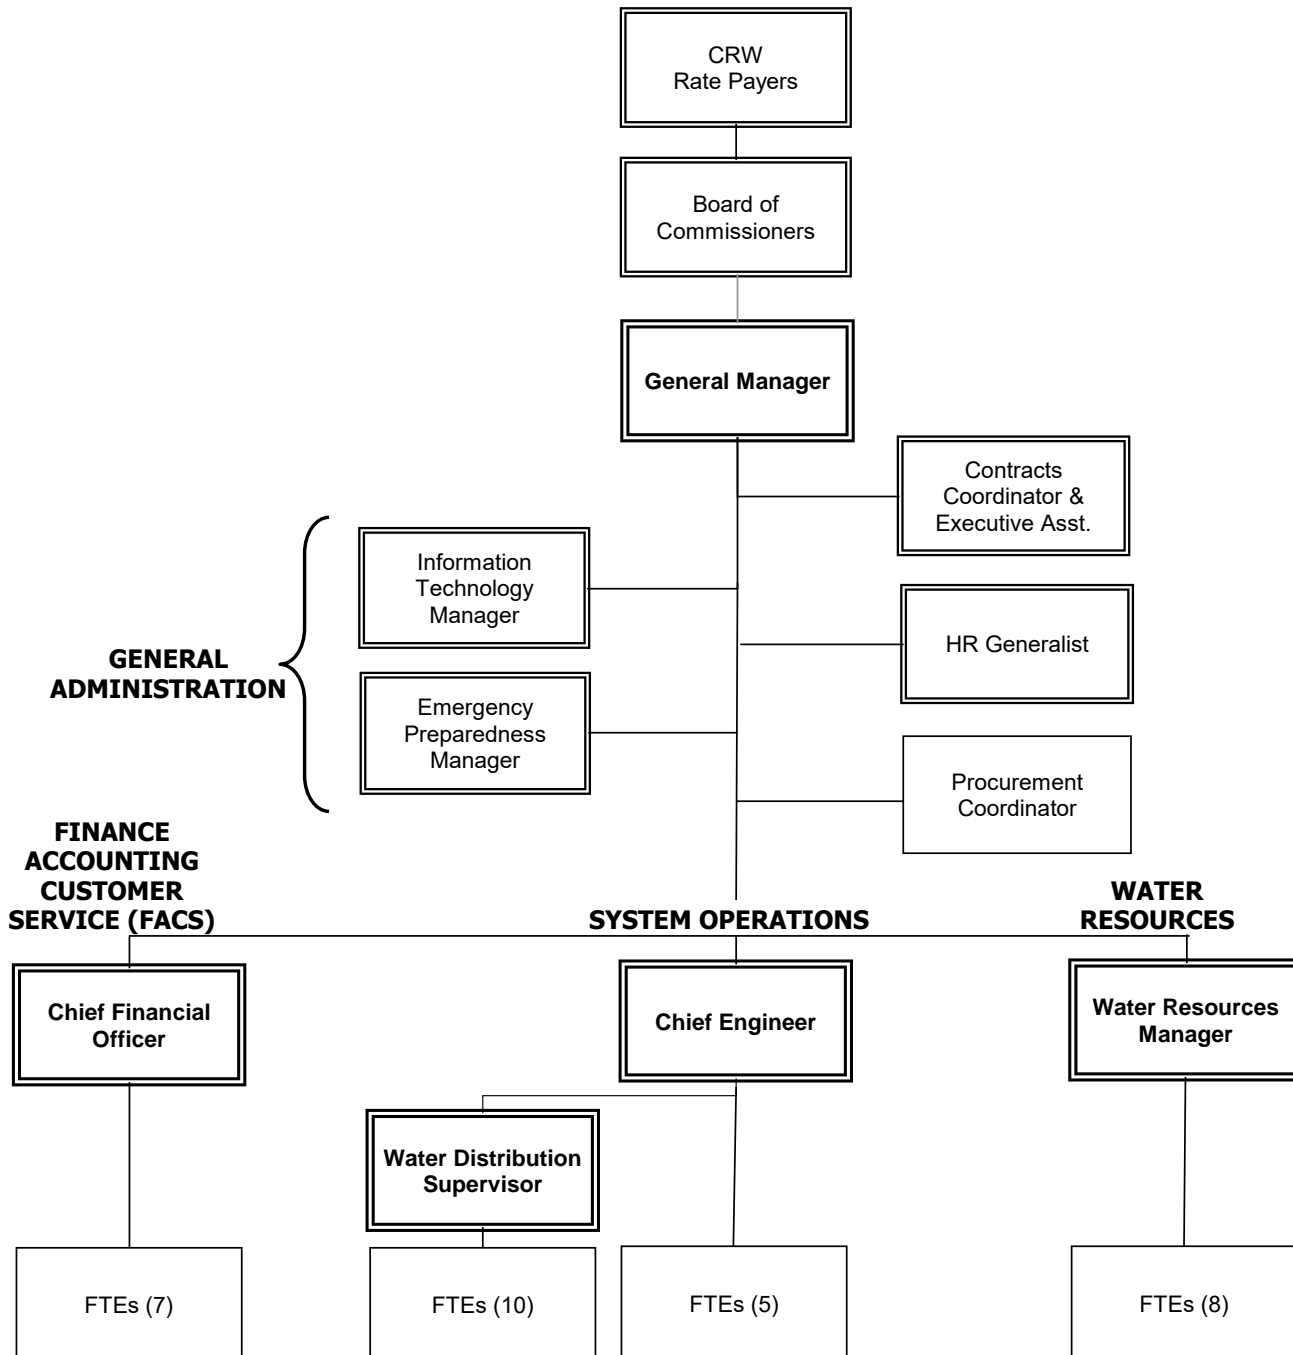 CRW
Rate Payers
Board of
Commissioners
General Manager
Contracts
Coordinator &
Executive Asst.
Information
Technology
Manager
HR Generalist
GENERAL
ADMINISTRATION
Emergency
Preparedness
Manager
Procurement
Coordinator
FINANCE
ACCOUNTING
CUSTOMER
SERVICE (FACS)
SYSTEM OPERATIONS
WATER
RESOURCES
Chief Financial
Officer
Chief Engineer
Water Resources
Manager
Water Distribution
Supervisor
FTEs (7)
FTEs (10)
FTEs (5)
FTEs (8)